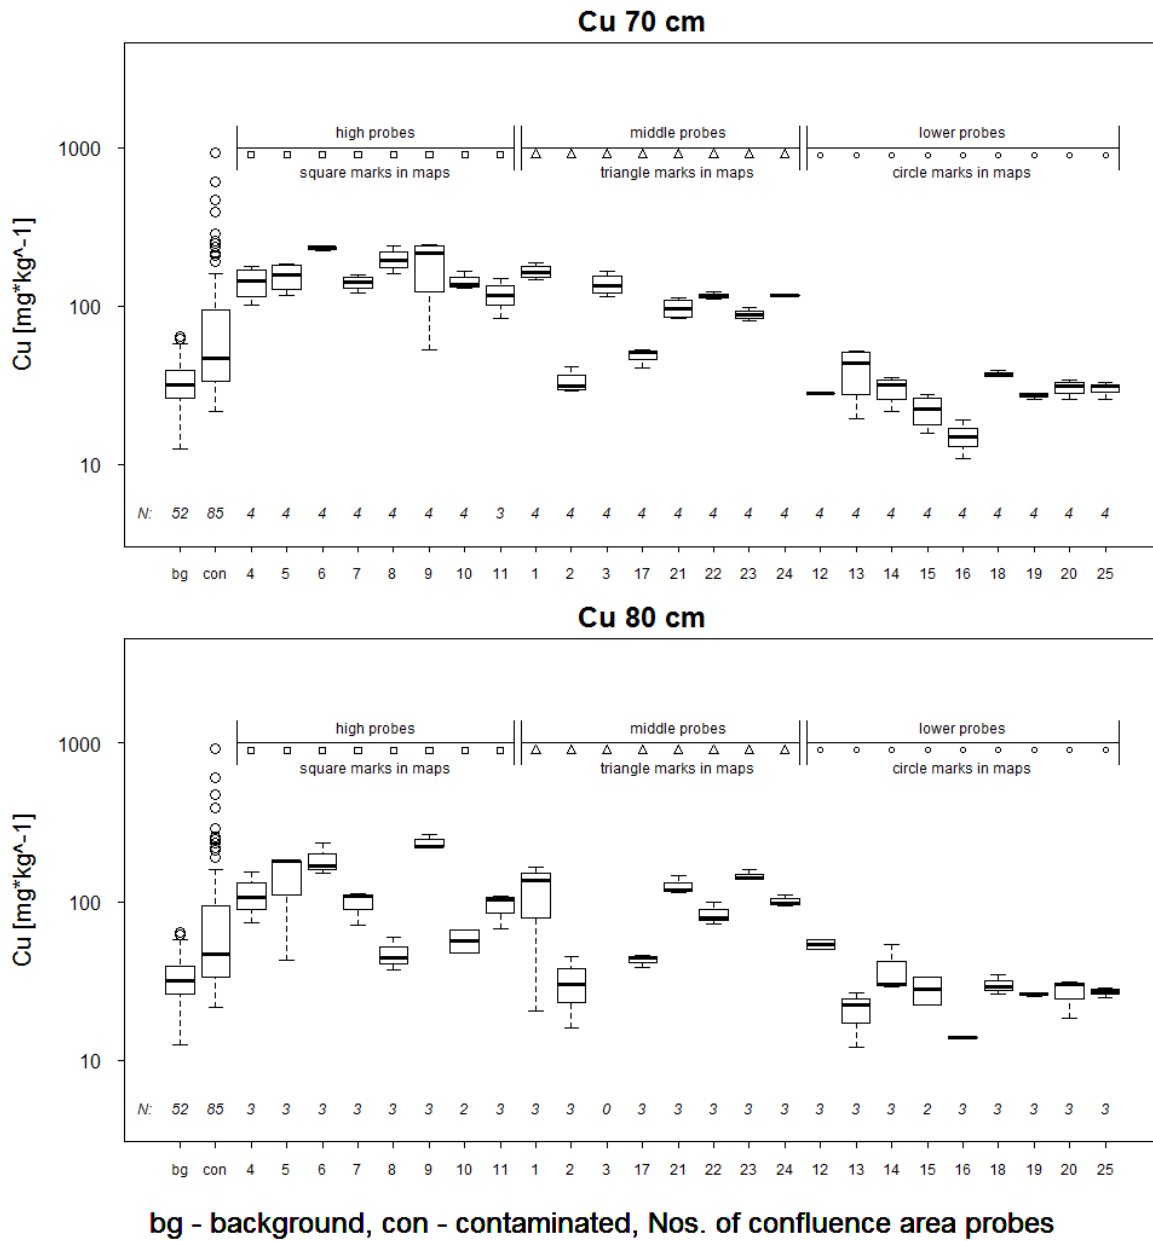 Cu 70 cm
Cu [mg*kg^-1]
1000
100
10
high probes
middle probes
lower probes
square marks in maps
triangle marks in maps
circle marks in maps
N: 52 85 4 4 4 4 4 4 4 3 4 4 4 4 4 4 4 4 4 4 4 4 4 4 4 4 4
bg con 4 5 6 7 8 9 10 11 1 2 3 17 21 22 23 24 12 13 14 15 16 18 19 20 25
Cu 80 cm
Cu [mg*kg^-1]
1000
100
10
high probes
middle probes
lower probes
square marks in maps
triangle marks in maps
circle marks in maps
N: 52 85 3 3 3 3 3 3 2 3 3 3 0 3 3 3 3 3 3 3 3 2 3 3 3 3 3
bg con 4 5 6 7 8 9 10 11 1 2 3 17 21 22 23 24 12 13 14 15 16 18 19 20 25
bg - background, con - contaminated, Nos. of confluence area probes